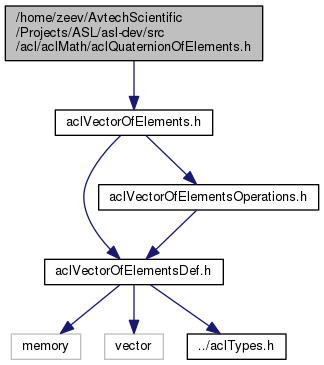 /home/zeev/AvtechScientific
/Projects/ASL/asl-dev/src
/acl/aclMath/aclQuaternionOfElements.h
aclVectorOfElements.h
aclVectorOfElementsOperations.h
aclVectorOfElementsDef.h
memory
vector
../aclTypes.h